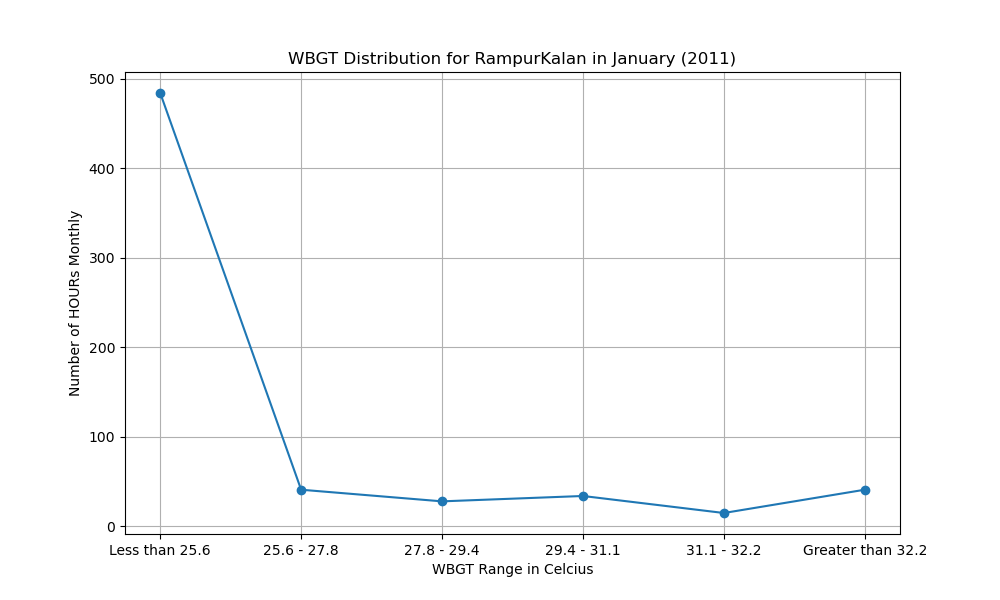 WBGT Distribution for RampurKalan in January (2011)
Number of HOURs Monthly
500
400
300
200
100
0
Less than 25.6
25.6 - 27.8
27.8 - 29.4
29.4 - 31.1
31.1 - 32.2
Greater than 32.2
WBGT Range in Celcius